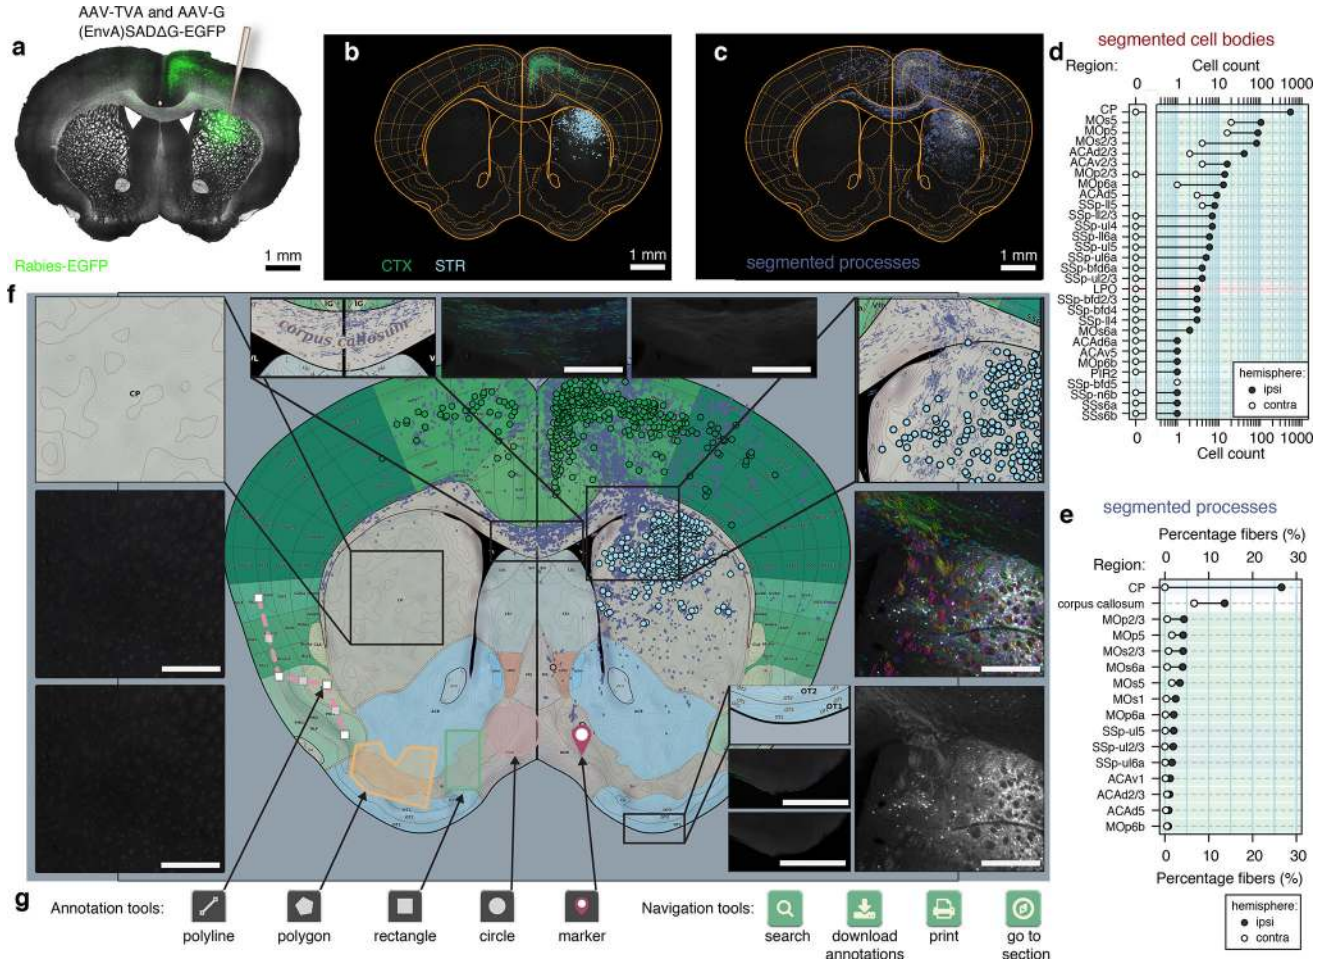 AAV-TVA and AAV-G
(EnvA)SADΔG-EGFP
a
Rabies-EGFP
1 mm
b
CTX STR
1 mm
c
segmented processes
1 mm
d
segmented cell bodies
Region: Cell count
0 1 10 100 1000
CP
MOs5
MOp5
MOs2/3
ACAd2/3
ACAv2/3
MOp2/3
MOp6a
ACAd5
SSp-ll5
SSp-ll2/3
SSp-ul4
SSp-ll6a
SSp-ul5
SSp-ul6a
SSp-bfd6a
SSp-ul2/3
LPO
SSp-bfd2/3
SSp-bfd4
SSp-ll4
MOs6a
ACAd6a
ACAv5
MOp6b
PIR2
SSp-bfd5
SSp-n6b
SSs6a
SSs6b
hemisphere:
ipsi
contra
0 1 10 100 1000
Cell count
e
segmented processes
Percentage fibers (%)
Region:
0 10 20 30
CP
corpus callosum
MOp2/3
MOp5
MOs2/3
MOs6a
MOs5
MOs1
MOp6a
SSp-ul5
SSp-ul2/3
SSp-ul6a
ACAv1
ACAd2/3
ACAd5
MOp6b
0 10 20 30
Percentage fibers (%)
hemisphere:
ipsi
contra
f
CP
IG IG
corpus callosum
VL
V
OT2
OT1
g
Annotation tools:
polyline
polygon
rectangle
circle
marker
Navigation tools:
search
download
annotations
print
go to
section